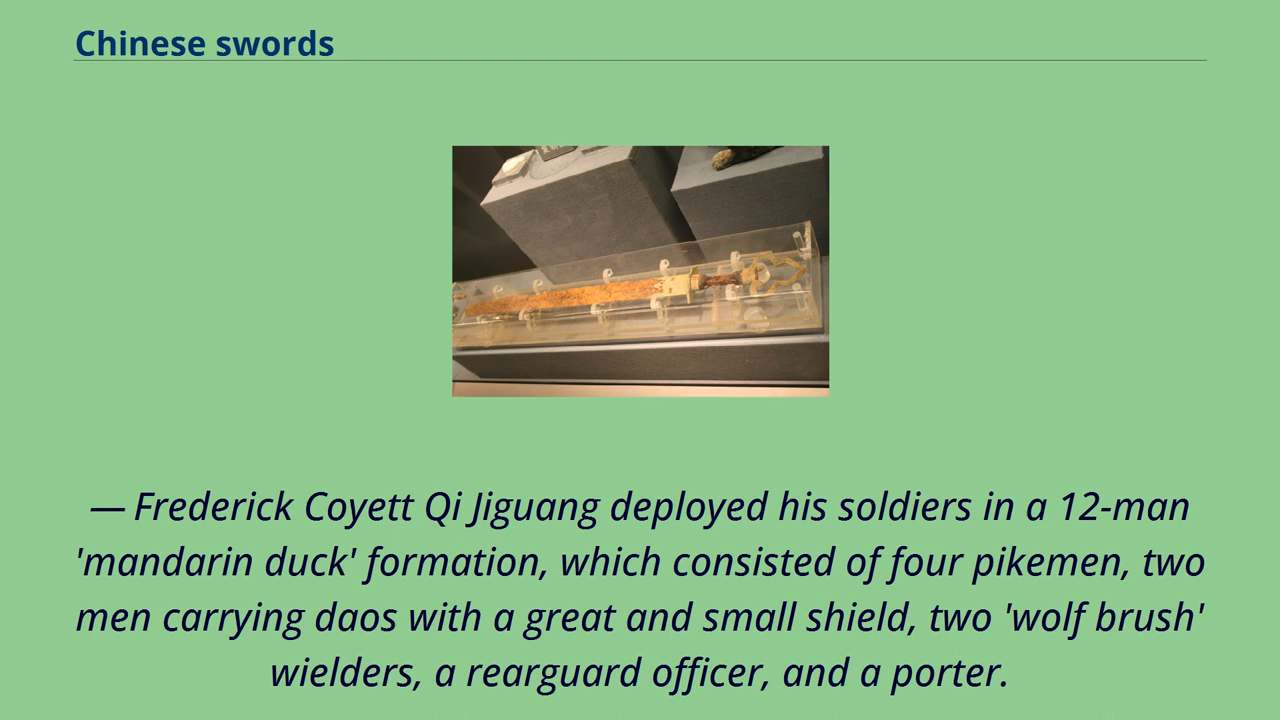 Chinese swords
— Frederick Coyett Qi Jiguang deployed his soldiers in a 12-man
'mandarin duck' formation, which consisted of four pikemen, two
men carrying daos with a great and small shield, two 'wolf brush'
wielders, a rearguard officer, and a porter.